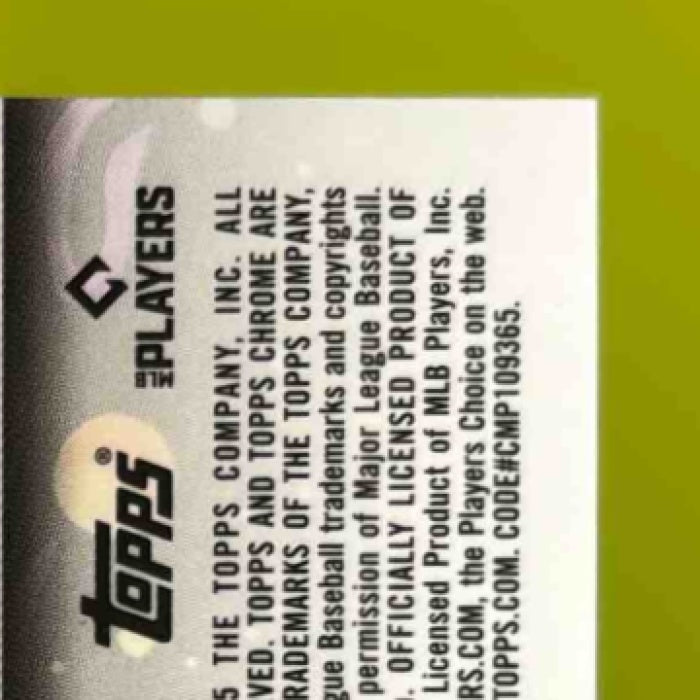 topps® MLB PLAYERS
5 THE TOPPS COMPANY, INC. ALL
VED. TOPPS AND TOPPS CHROME ARE
RADEMARKS OF THE TOPPS COMPANY,
gue Baseball trademarks and copyrights
permission of Major League Baseball.
. OFFICIALLY LICENSED PRODUCT OF
Licensed Product of MLB Players, Inc.
RS.COM, the Players Choice on the web.
TOPPS.COM. CODE#CMP109365.